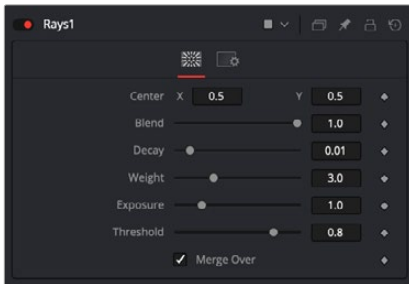 Rays1
Center X 0.5 Y 0.5
Blend 1.0
Decay 0.01
Weight 3.0
Exposure 1.0
Threshold 0.8
Merge Over